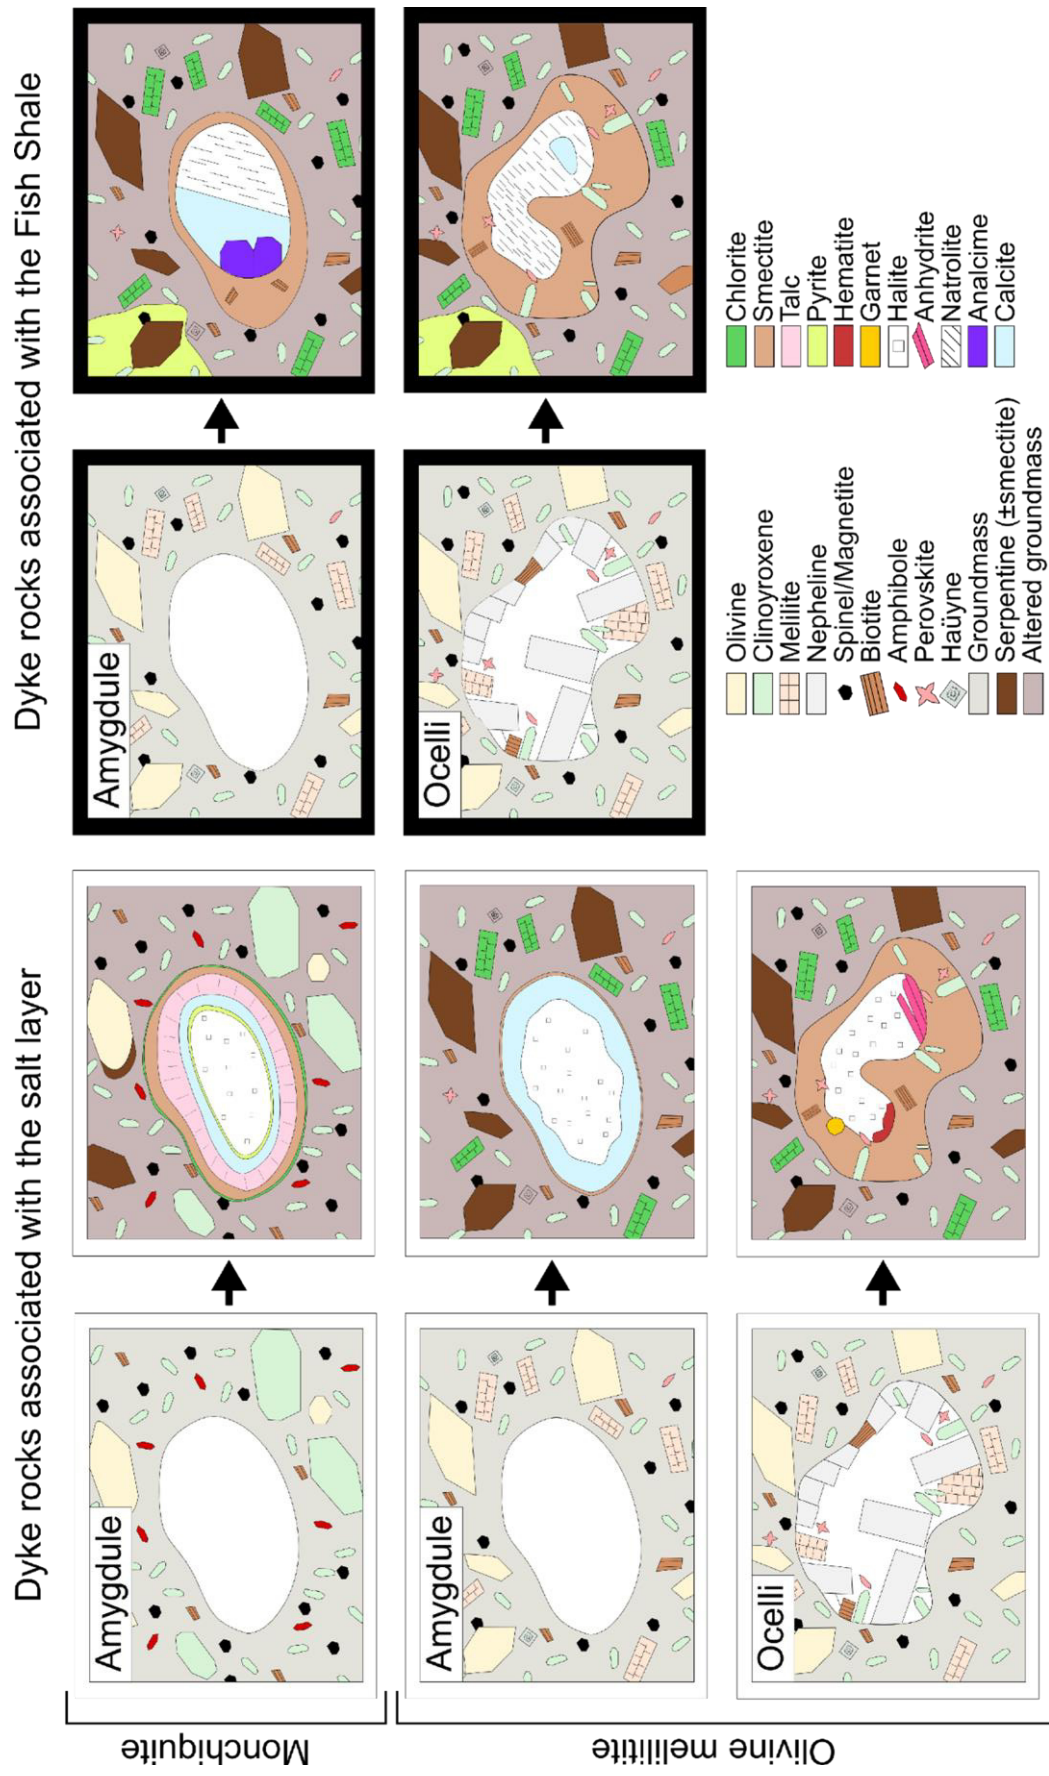 Dyke rocks associated with the salt layer
Dyke rocks associated with the Fish Shale
Monchiquite
Amygdule
Amygdule
Olivine melilitite
Amygdule
Ocelli
Ocelli
Olivine
Clinoyroxene
Melilite
Nepheline
Spinel/Magnetite
Biotite
Amphibole
Perovskite
Haüyne
Groundmass
Serpentine (±smectite)
Altered groundmass
Chlorite
Smectite
Talc
Pyrite
Hematite
Garnet
Halite
Anhydrite
Natrolite
Analcime
Calcite